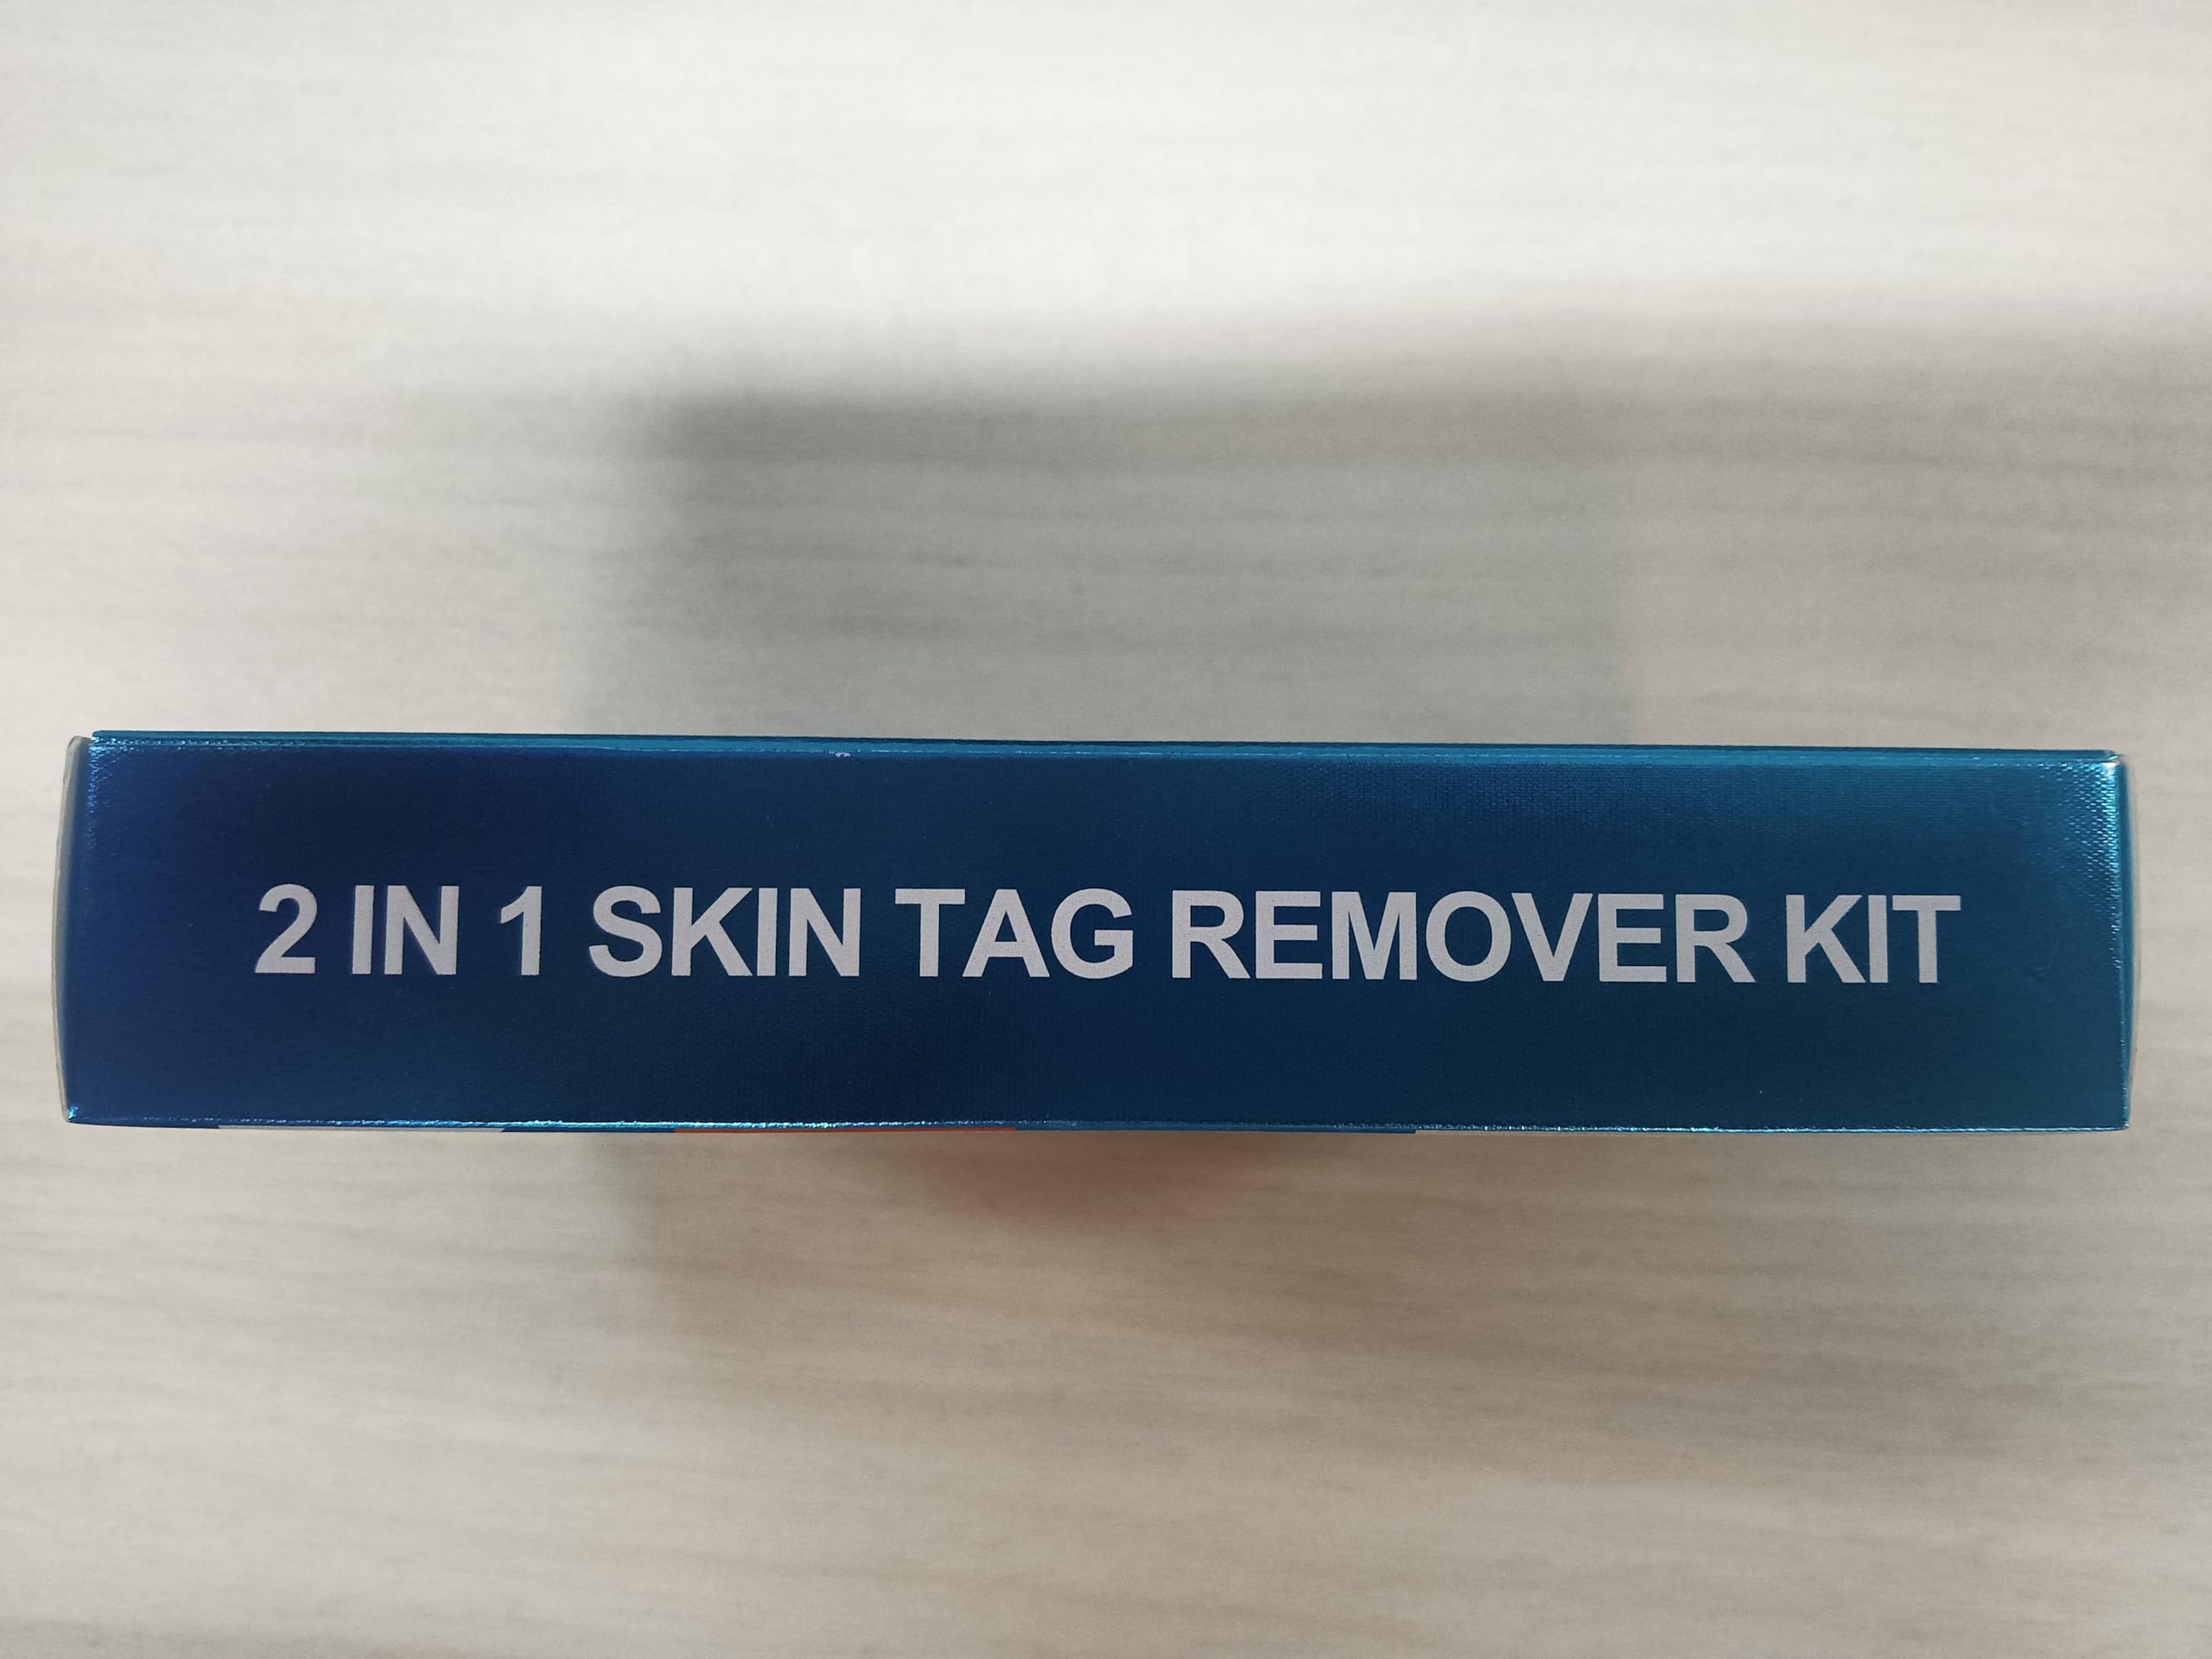 2 IN 1 SKIN TAG REMOVER KIT